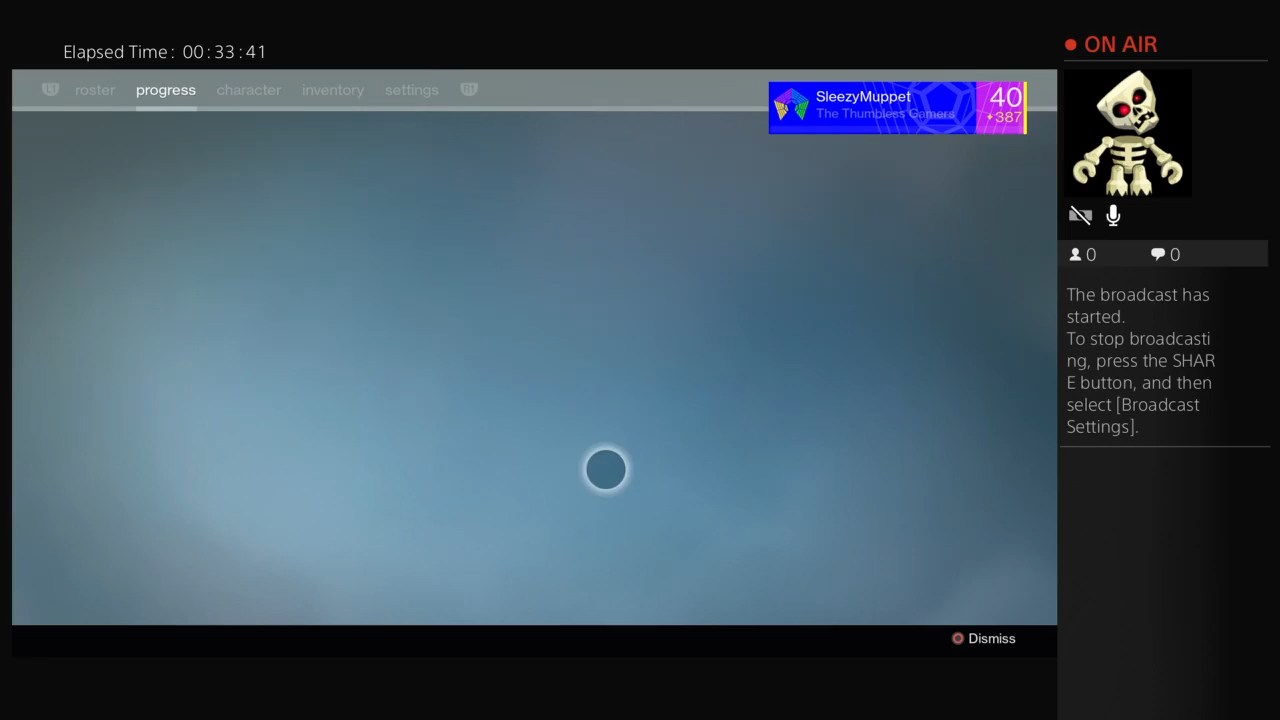 Elapsed Time: 00:33:41
ON AIR
L1 roster progress character inventory settings R1
SleezyMuppet
The Thumbless Gamers
40
387
0 0
The broadcast has
started.
To stop broadcasti
ng, press the SHAR
E button, and then
select [Broadcast
Settings].
Dismiss